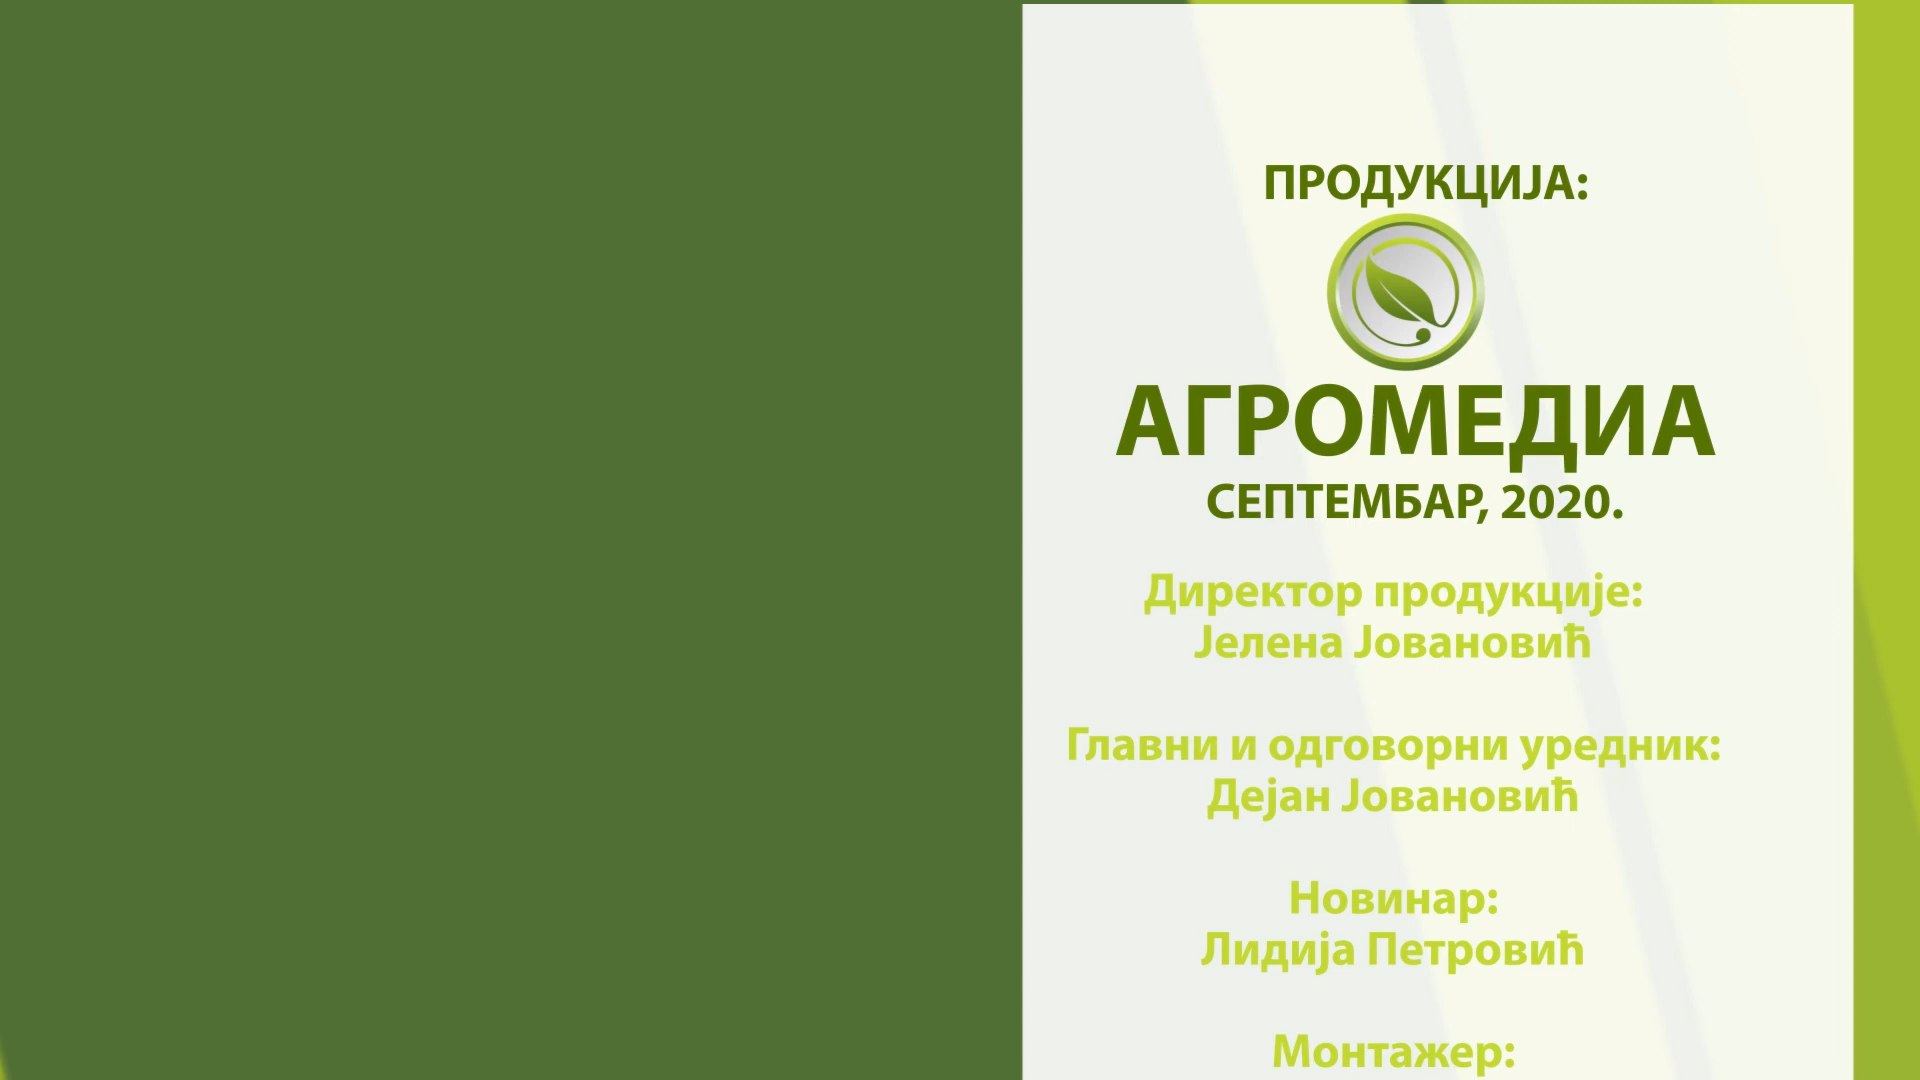 ПРОДУКЦИЈА:
АГРОМЕДИА
СЕПТЕМБАР, 2020.
Директор продукције:
Јелена Јовановић
Главни и одговорни уредник:
Дејан Јовановић
Новинар:
Лидија Петровић
Монтажер: